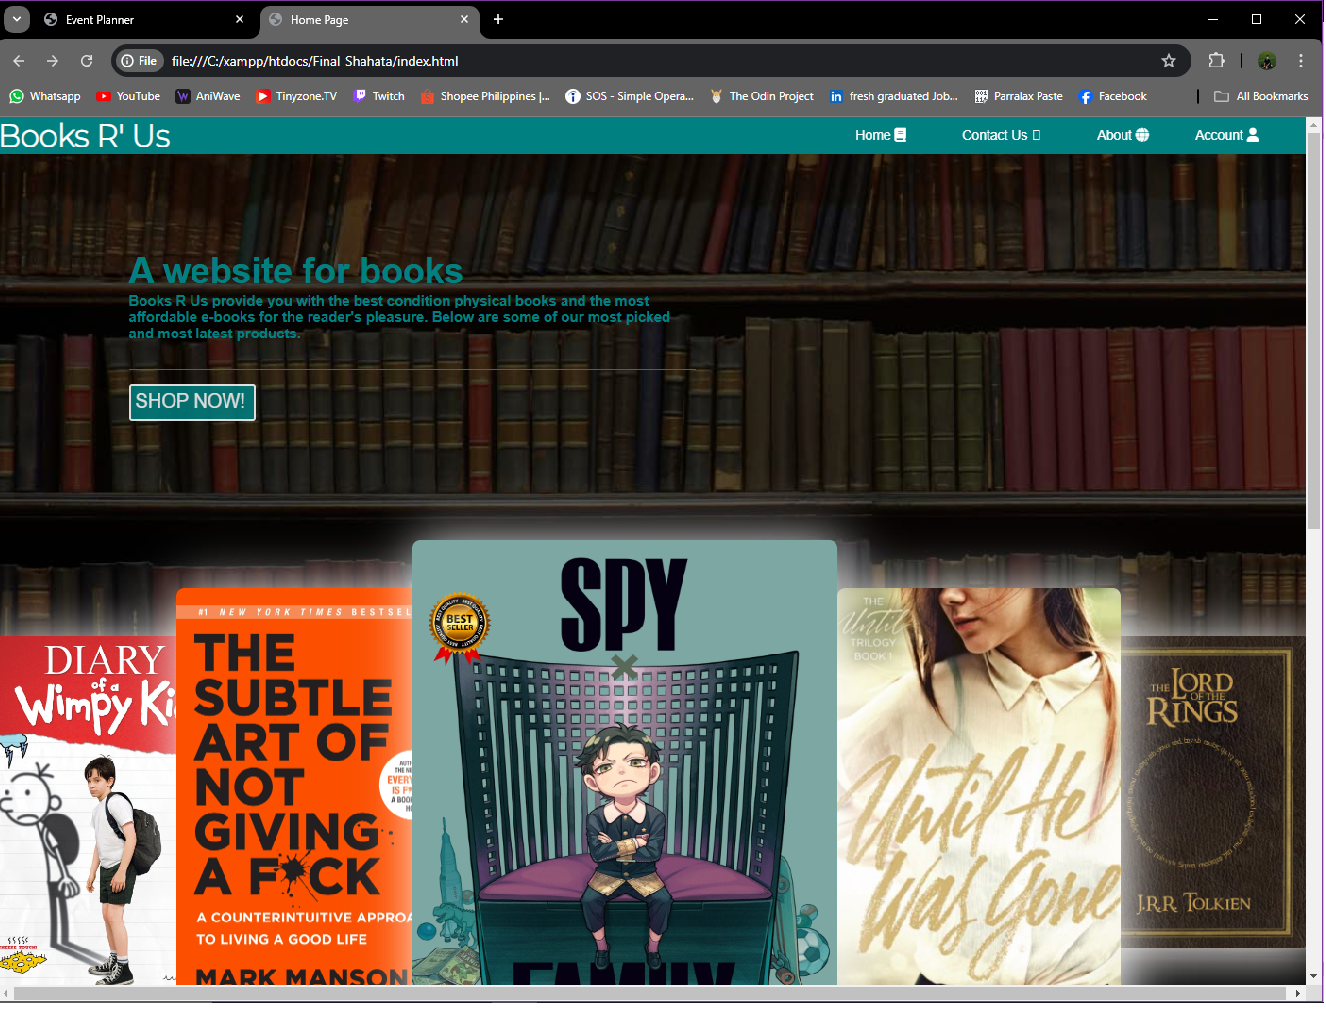 Event Planner
Home Page
File file:///C:/xampp/htdocs/Final Shahata/index.html
Whatsapp YouTube AniWave Tinyzone.TV Twitch Shopee Philippines |... SOS - Simple Opera... The Odin Project fresh graduated Job... Parralax Paste Facebook All Bookmarks
Books R' Us
Home Contact Us About Account
A website for books
Books R Us provide you with the best condition physical books and the most
affordable e-books for the reader's pleasure. Below are some of our most picked
and most latest products.
SHOP NOW!
DIARY
of a
Wimpy Ki
#1 NEW YORK TIMES BESTSEL
THE
SUBTLE
ART OF
NOT
GIVING
A F*CK
A COUNTERINTUITIVE APPROA
TO LIVING A GOOD LIFE
MARK MANSON
BEST
SELLER
SPY
×
FAMILY
THE
Until
TRILOGY
BOOK 1
Until He
Was Gone
THE LORD
OF THE
RINGS
J.R.R. TOLKIEN